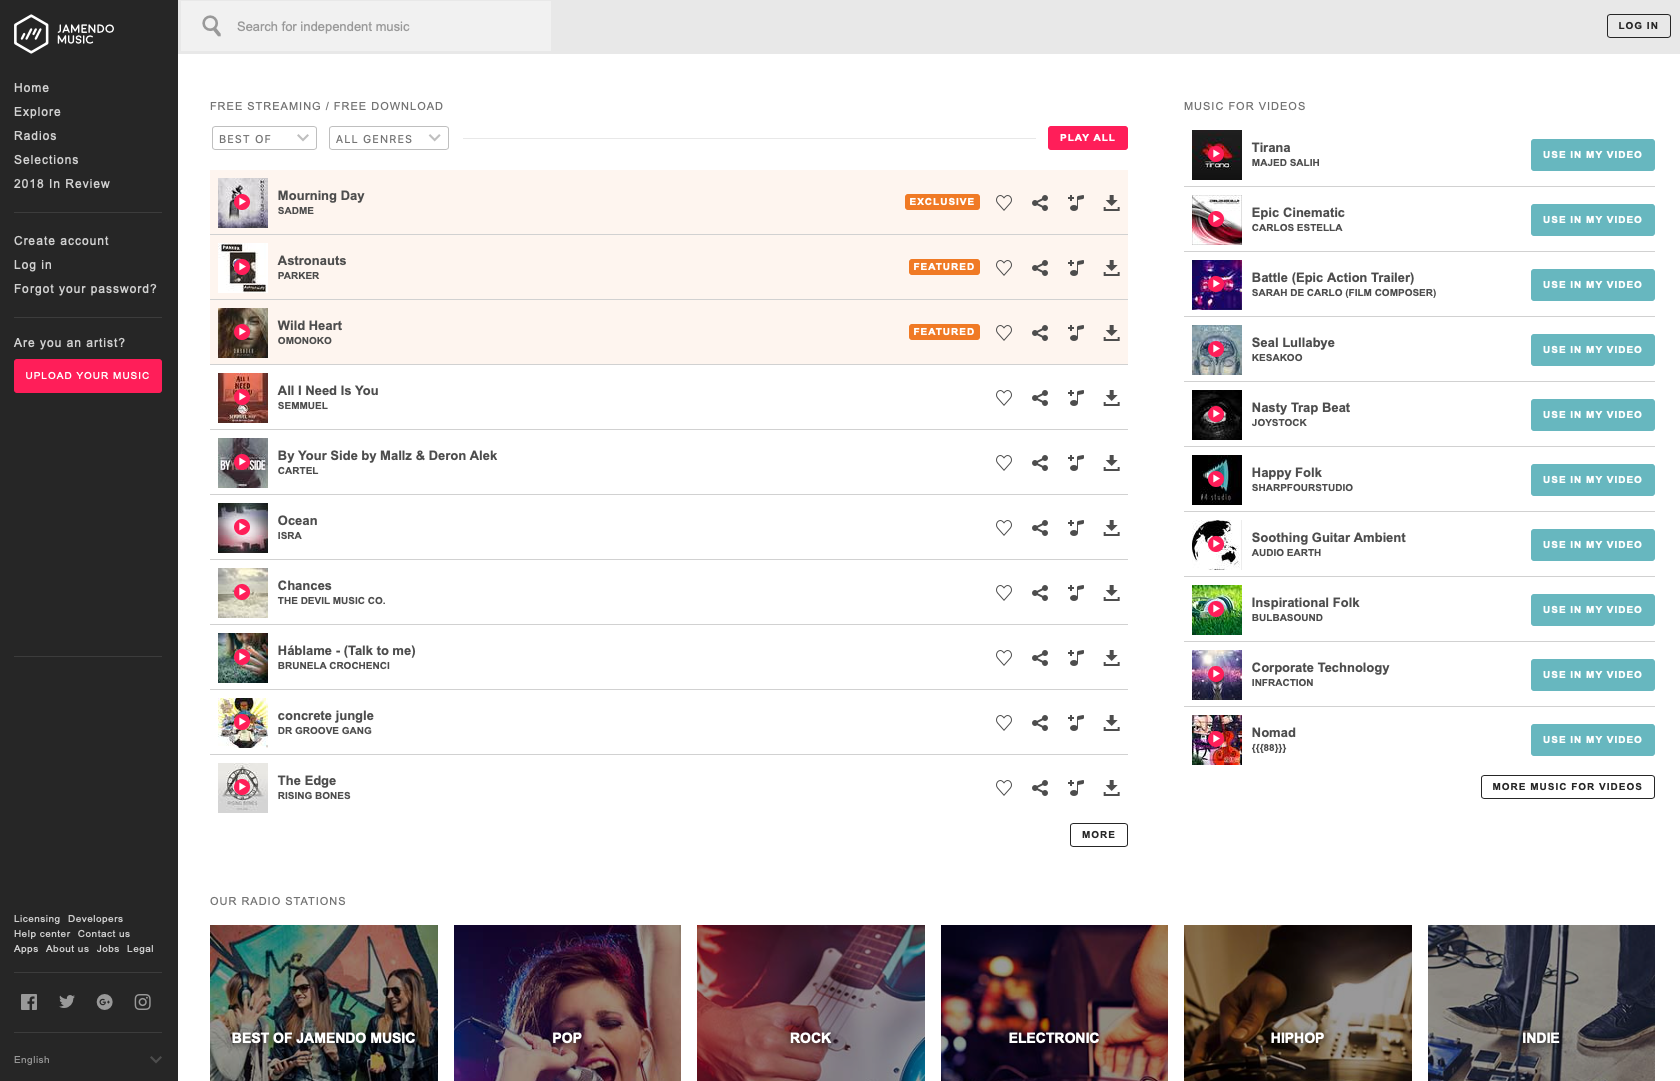 JAMENDO
MUSIC
Home
Explore
Radios
Selections
2018 In Review
Create account
Log in
Forgot your password?
Are you an artist?
UPLOAD YOUR MUSIC
Licensing Developers
Help center Contact us
Apps About us Jobs Legal
English
Search for independent music
LOG IN
FREE STREAMING / FREE DOWNLOAD
BEST OF
ALL GENRES
PLAY ALL
Mourning Day
SADME
EXCLUSIVE
Astronauts
PARKER
FEATURED
Wild Heart
OMONOKO
FEATURED
All I Need Is You
SEMMUEL
By Your Side by Mallz & Deron Alek
CARTEL
Ocean
ISRA
Chances
THE DEVIL MUSIC CO.
Háblame - (Talk to me)
BRUNELA CROCHENCI
concrete jungle
DR GROOVE GANG
The Edge
RISING BONES
MORE
MUSIC FOR VIDEOS
Tirana
MAJED SALIH
USE IN MY VIDEO
Epic Cinematic
CARLOS ESTELLA
USE IN MY VIDEO
Battle (Epic Action Trailer)
SARAH DE CARLO (FILM COMPOSER)
USE IN MY VIDEO
Seal Lullabye
KESAKOO
USE IN MY VIDEO
Nasty Trap Beat
JOYSTOCK
USE IN MY VIDEO
Happy Folk
SHARPFOURSTUDIO
USE IN MY VIDEO
Soothing Guitar Ambient
AUDIO EARTH
USE IN MY VIDEO
Inspirational Folk
BULBASOUND
USE IN MY VIDEO
Corporate Technology
INFRACTION
USE IN MY VIDEO
Nomad
{{{88}}}
USE IN MY VIDEO
MORE MUSIC FOR VIDEOS
OUR RADIO STATIONS
BEST OF JAMENDO MUSIC
POP
ROCK
ELECTRONIC
HIPHOP
INDIE